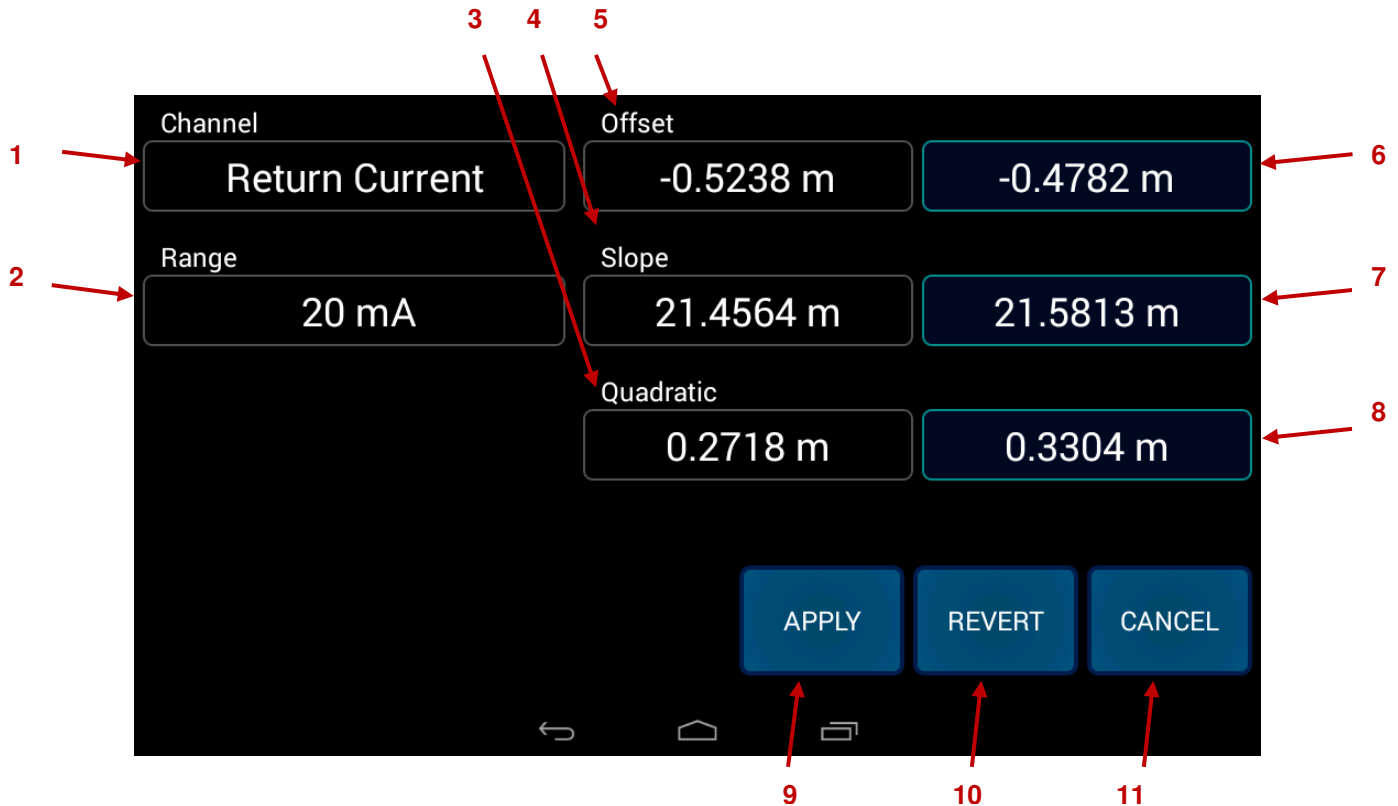 3 4 5
Channel Offset
1 Return Current -0.5238 m -0.4782 m 6
Range Slope
2 20 mA 21.4564 m 21.5813 m 7
Quadratic
0.2718 m 0.3304 m 8
APPLY REVERT CANCEL
9 10 11